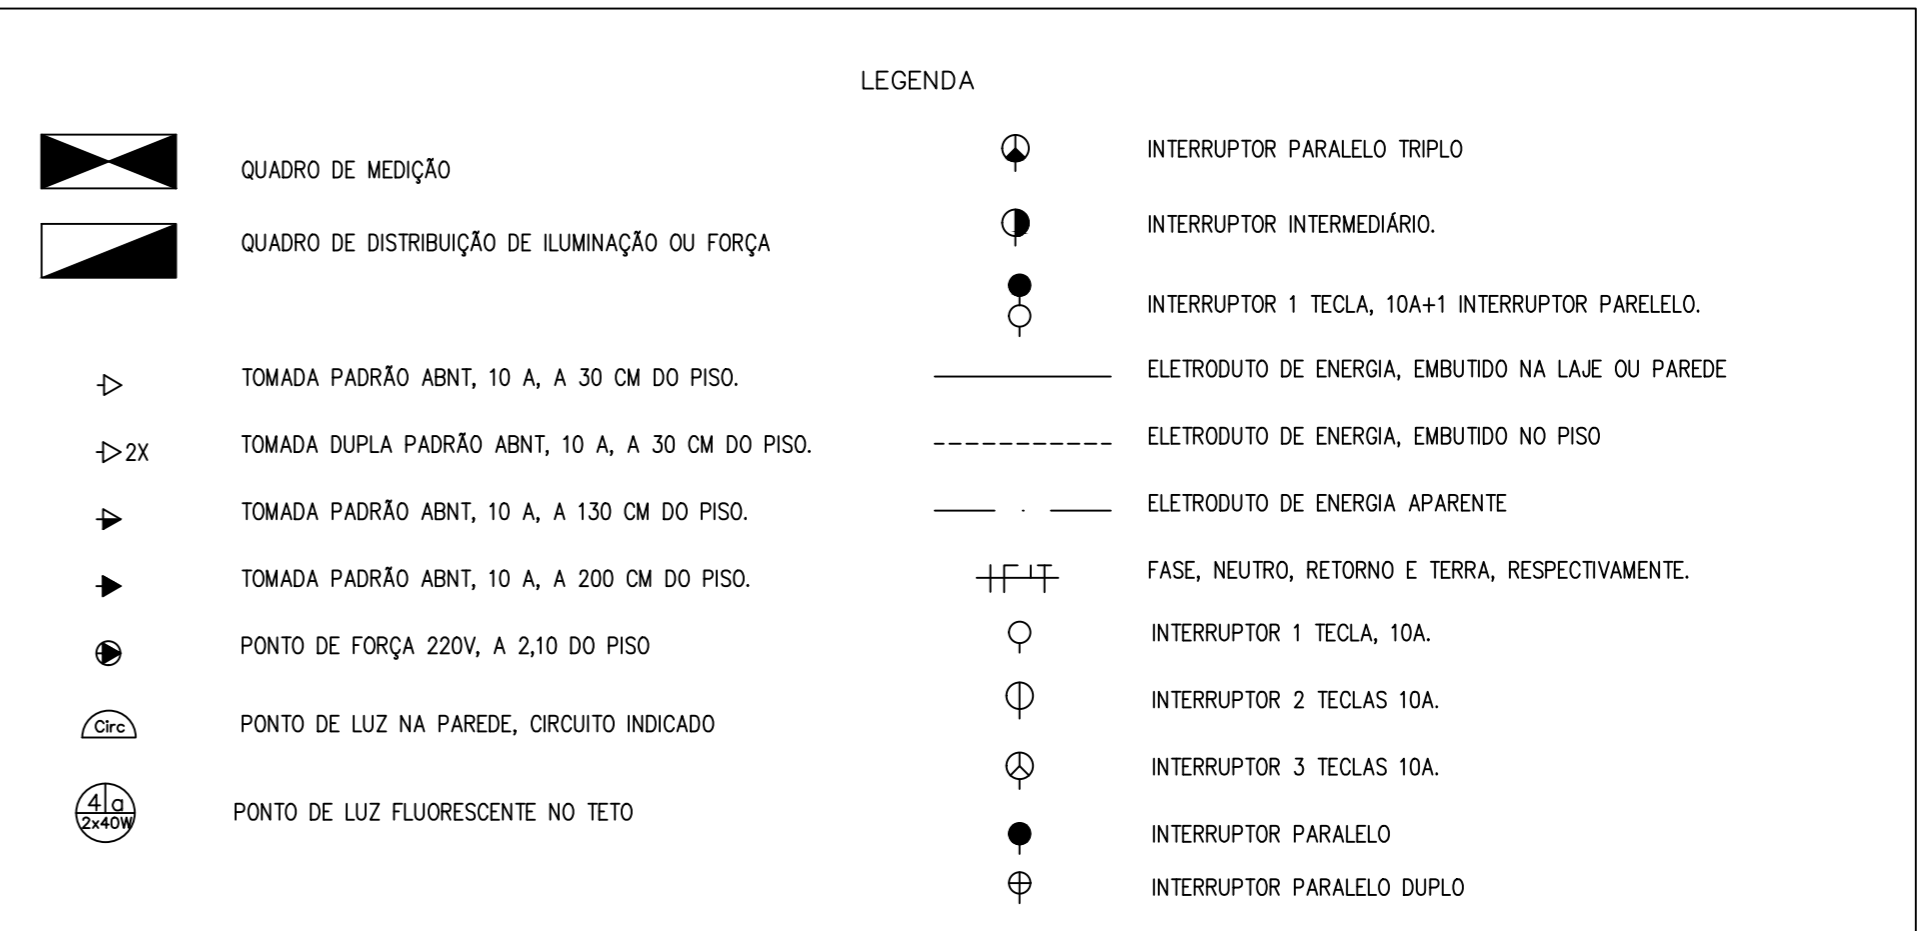 LEGENDA
QUADRO DE MEDIÇÃO
QUADRO DE DISTRIBUIÇÃO DE ILUMINAÇÃO OU FORÇA
TOMADA PADRÃO ABNT, 10 A, A 30 CM DO PISO.
2X
TOMADA DUPLA PADRÃO ABNT, 10 A, A 30 CM DO PISO.
TOMADA PADRÃO ABNT, 10 A, A 130 CM DO PISO.
TOMADA PADRÃO ABNT, 10 A, A 200 CM DO PISO.
PONTO DE FORÇA 220V, A 2,10 DO PISO
Circ
PONTO DE LUZ NA PAREDE, CIRCUITO INDICADO
4 a
2x40W
PONTO DE LUZ FLUORESCENTE NO TETO
INTERRUPTOR PARALELO TRIPLO
INTERRUPTOR INTERMEDIÁRIO.
INTERRUPTOR 1 TECLA, 10A+1 INTERRUPTOR PARELELO.
ELETRODUTO DE ENERGIA, EMBUTIDO NA LAJE OU PAREDE
ELETRODUTO DE ENERGIA, EMBUTIDO NO PISO
ELETRODUTO DE ENERGIA APARENTE
FASE, NEUTRO, RETORNO E TERRA, RESPECTIVAMENTE.
INTERRUPTOR 1 TECLA, 10A.
INTERRUPTOR 2 TECLAS 10A.
INTERRUPTOR 3 TECLAS 10A.
INTERRUPTOR PARALELO
INTERRUPTOR PARALELO DUPLO